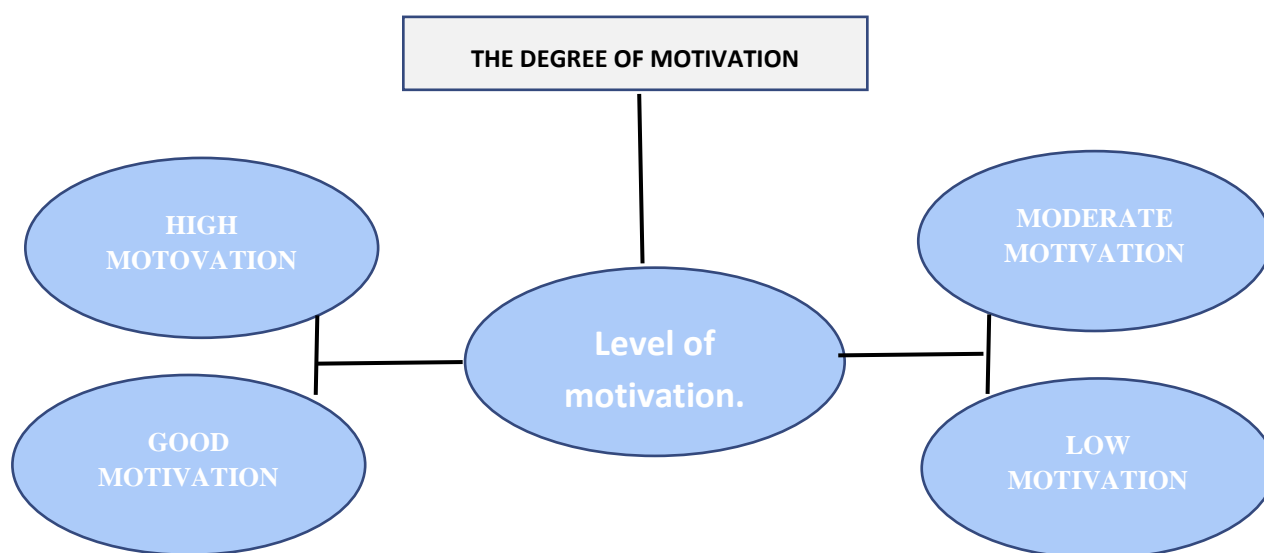 THE DEGREE OF MOTIVATION
HIGH
MOTOVATION
MODERATE
MOTIVATION
Level of
motivation.
GOOD
MOTIVATION
LOW
MOTIVATION